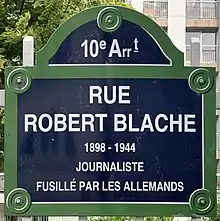 10e Arrt
RUE
ROBERT BLACHE
1898 - 1944
JOURNALISTE
FUSILLÉ PAR LES ALLEMANDS